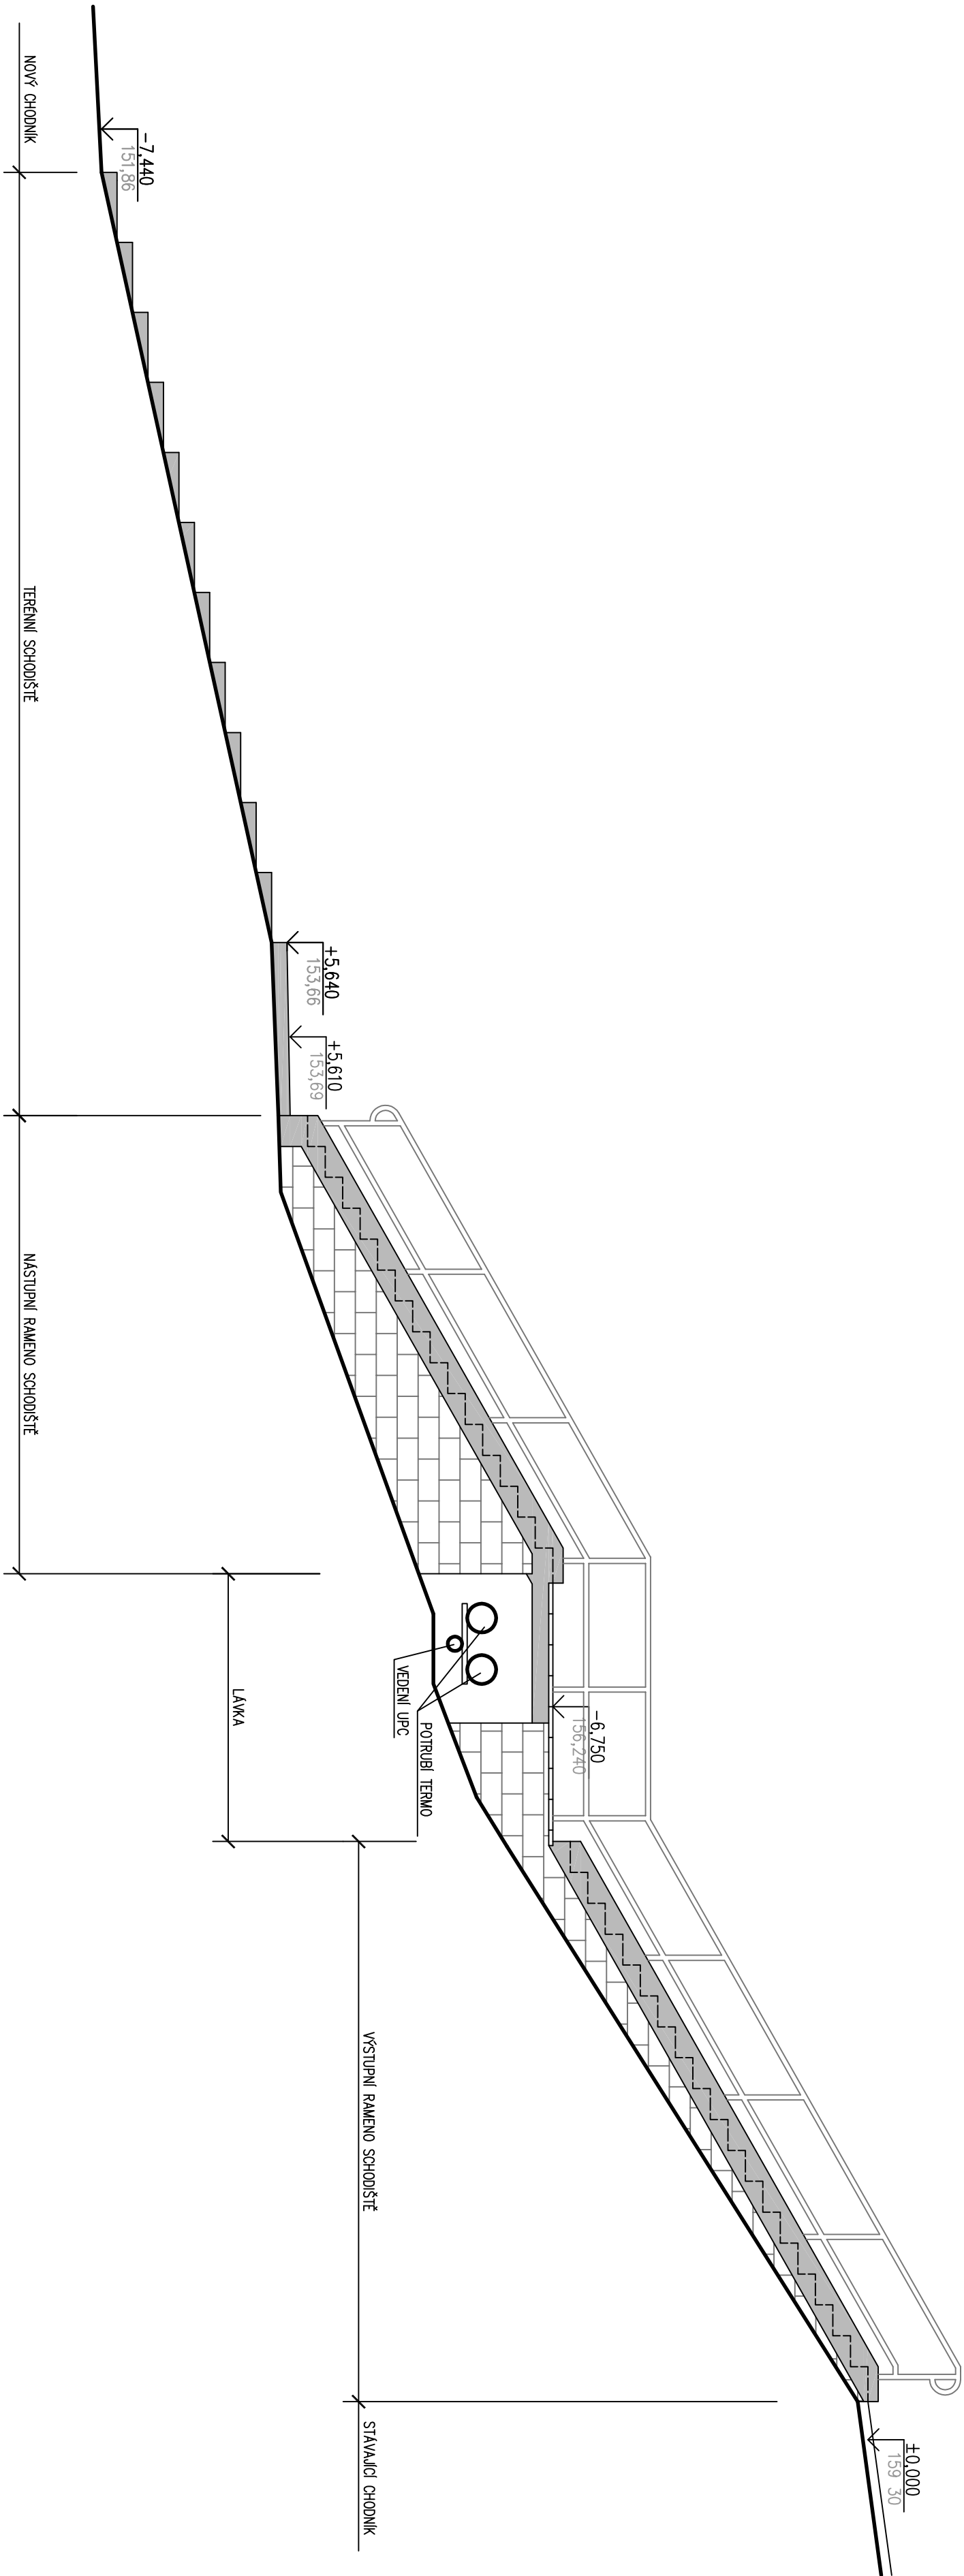 -7,440
151,86
+5,640
153,66
+5,610
153,69
-6,750
156,240
±0,000
159 30
VEDENÍ UPC
POTRUBÍ TERMO
LÁVKA
VÝSTUPNÍ RAMENO SCHODIŠTĚ
STÁVAJÍCÍ CHODNÍK
NOVÝ CHODNÍK
TERÉNNÍ SCHODIŠTĚ
NÁSTUPNÍ RAMENO SCHODIŠTĚ